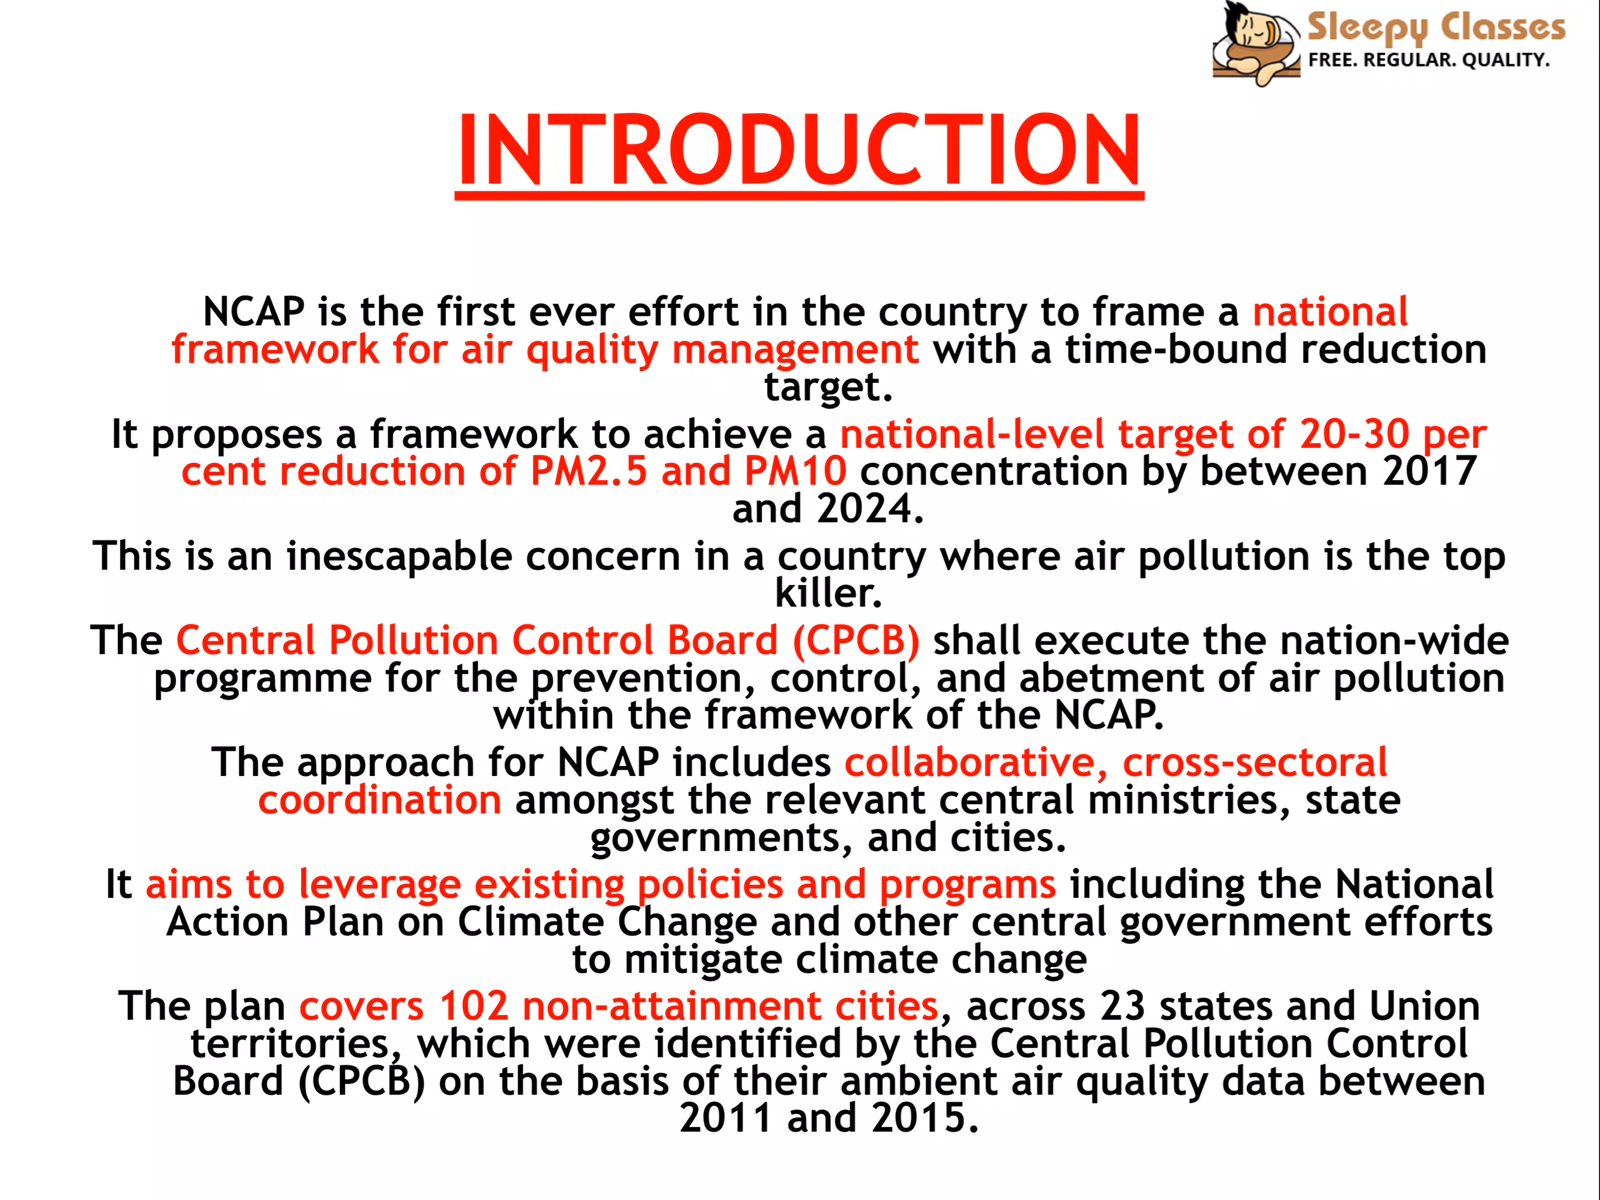 Sleepy Classes
FREE. REGULAR. QUALITY.
INTRODUCTION
NCAP is the first ever effort in the country to frame a national
framework for air quality management with a time-bound reduction
target.
It proposes a framework to achieve a national-level target of 20-30 per
cent reduction of PM2.5 and PM10 concentration by between 2017
and 2024.
This is an inescapable concern in a country where air pollution is the top
killer.
The Central Pollution Control Board (CPCB) shall execute the nation-wide
programme for the prevention, control, and abetment of air pollution
within the framework of the NCAP.
The approach for NCAP includes collaborative, cross-sectoral
coordination amongst the relevant central ministries, state
governments, and cities.
It aims to leverage existing policies and programs including the National
Action Plan on Climate Change and other central government efforts
to mitigate climate change
The plan covers 102 non-attainment cities, across 23 states and Union
territories, which were identified by the Central Pollution Control
Board (CPCB) on the basis of their ambient air quality data between
2011 and 2015.